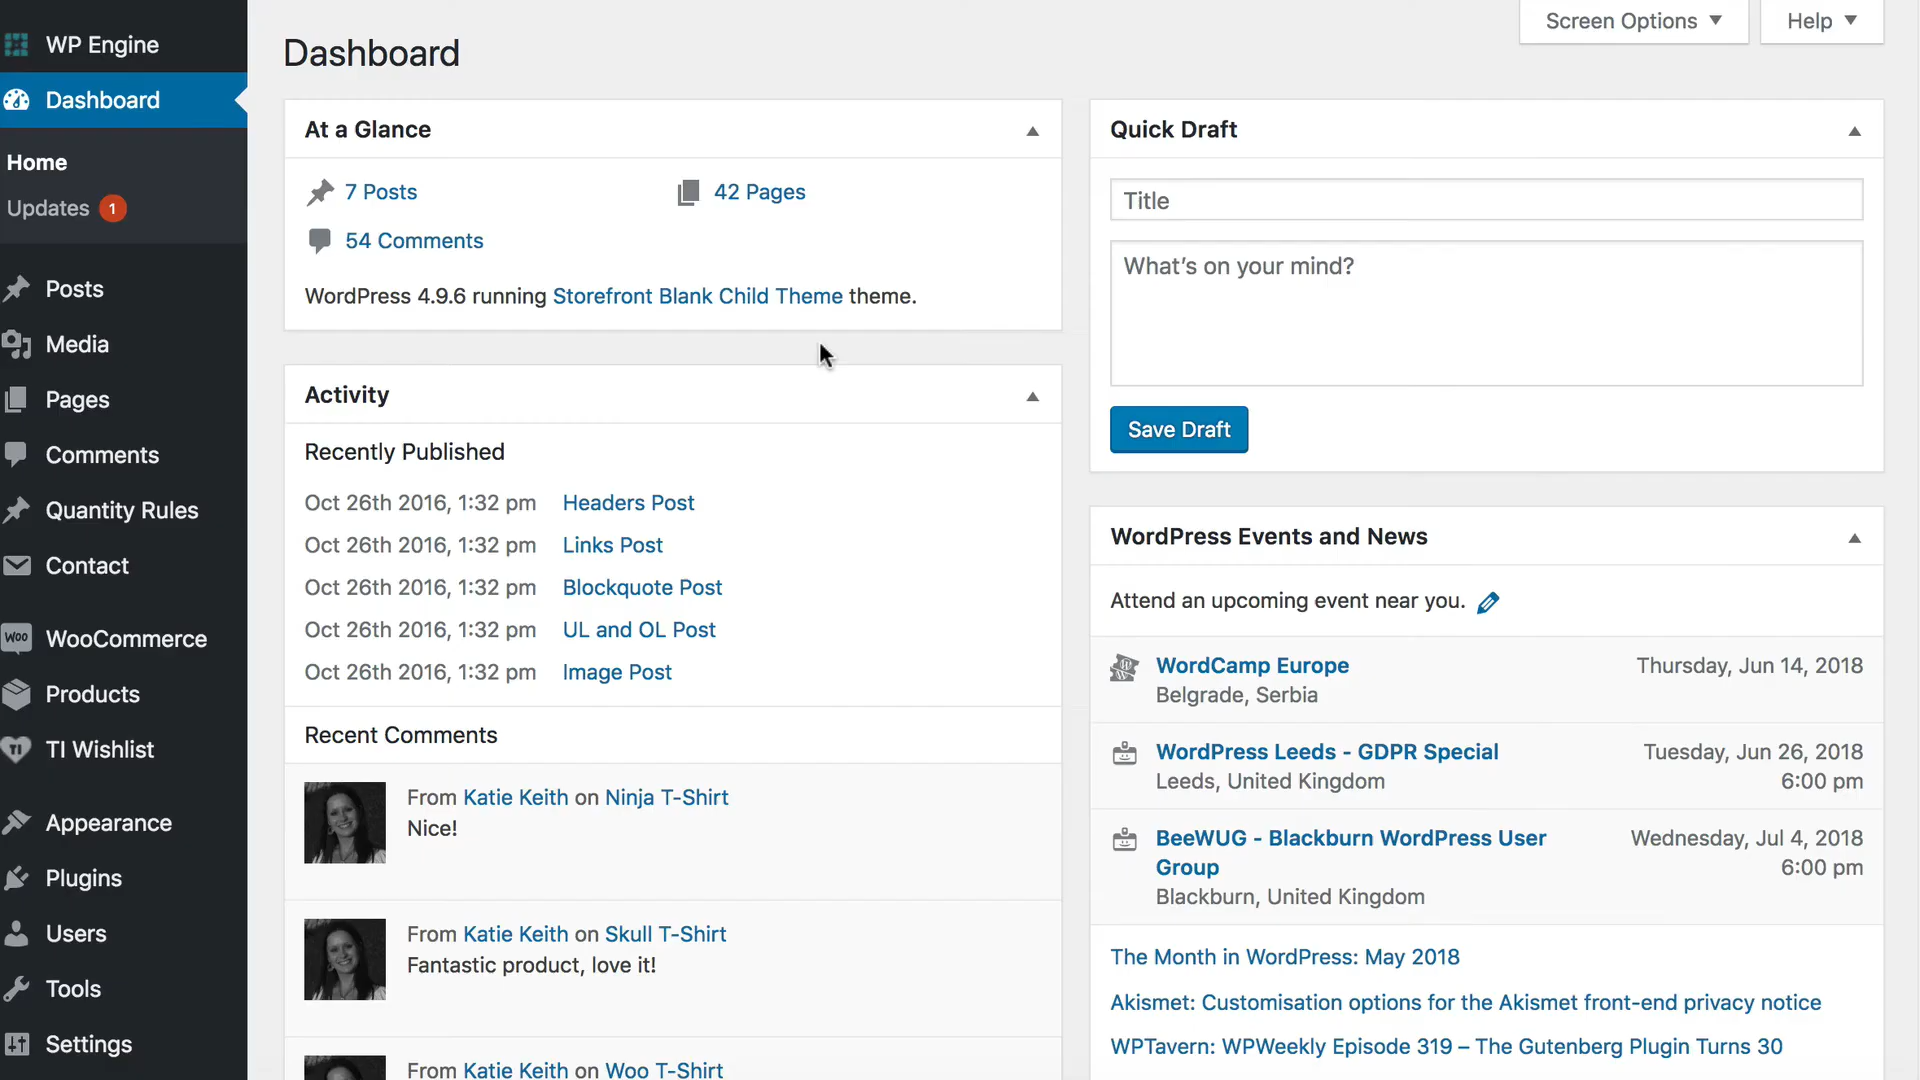 WP Engine
Dashboard
Home
Updates 1
Posts
Media
Pages
Comments
Quantity Rules
Contact
Woo WooCommerce
Products
TI TI Wishlist
Appearance
Plugins
Users
Tools
Settings
Screen Options
Help
Dashboard
At a Glance
7 Posts
42 Pages
54 Comments
WordPress 4.9.6 running Storefront Blank Child Theme theme.
Activity
Recently Published
Oct 26th 2016, 1:32 pm Headers Post
Oct 26th 2016, 1:32 pm Links Post
Oct 26th 2016, 1:32 pm Blockquote Post
Oct 26th 2016, 1:32 pm UL and OL Post
Oct 26th 2016, 1:32 pm Image Post
Recent Comments
From Katie Keith on Ninja T-Shirt
Nice!
From Katie Keith on Skull T-Shirt
Fantastic product, love it!
From Katie Keith on Woo T-Shirt
Quick Draft
Title
What’s on your mind?
Save Draft
WordPress Events and News
Attend an upcoming event near you.
WordCamp Europe Thursday, Jun 14, 2018
Belgrade, Serbia
WordPress Leeds - GDPR Special Tuesday, Jun 26, 2018
Leeds, United Kingdom 6:00 pm
BeeWUG - Blackburn WordPress User Wednesday, Jul 4, 2018
Group 6:00 pm
Blackburn, United Kingdom
The Month in WordPress: May 2018
Akismet: Customisation options for the Akismet front-end privacy notice
WPTavern: WPWeekly Episode 319 – The Gutenberg Plugin Turns 30